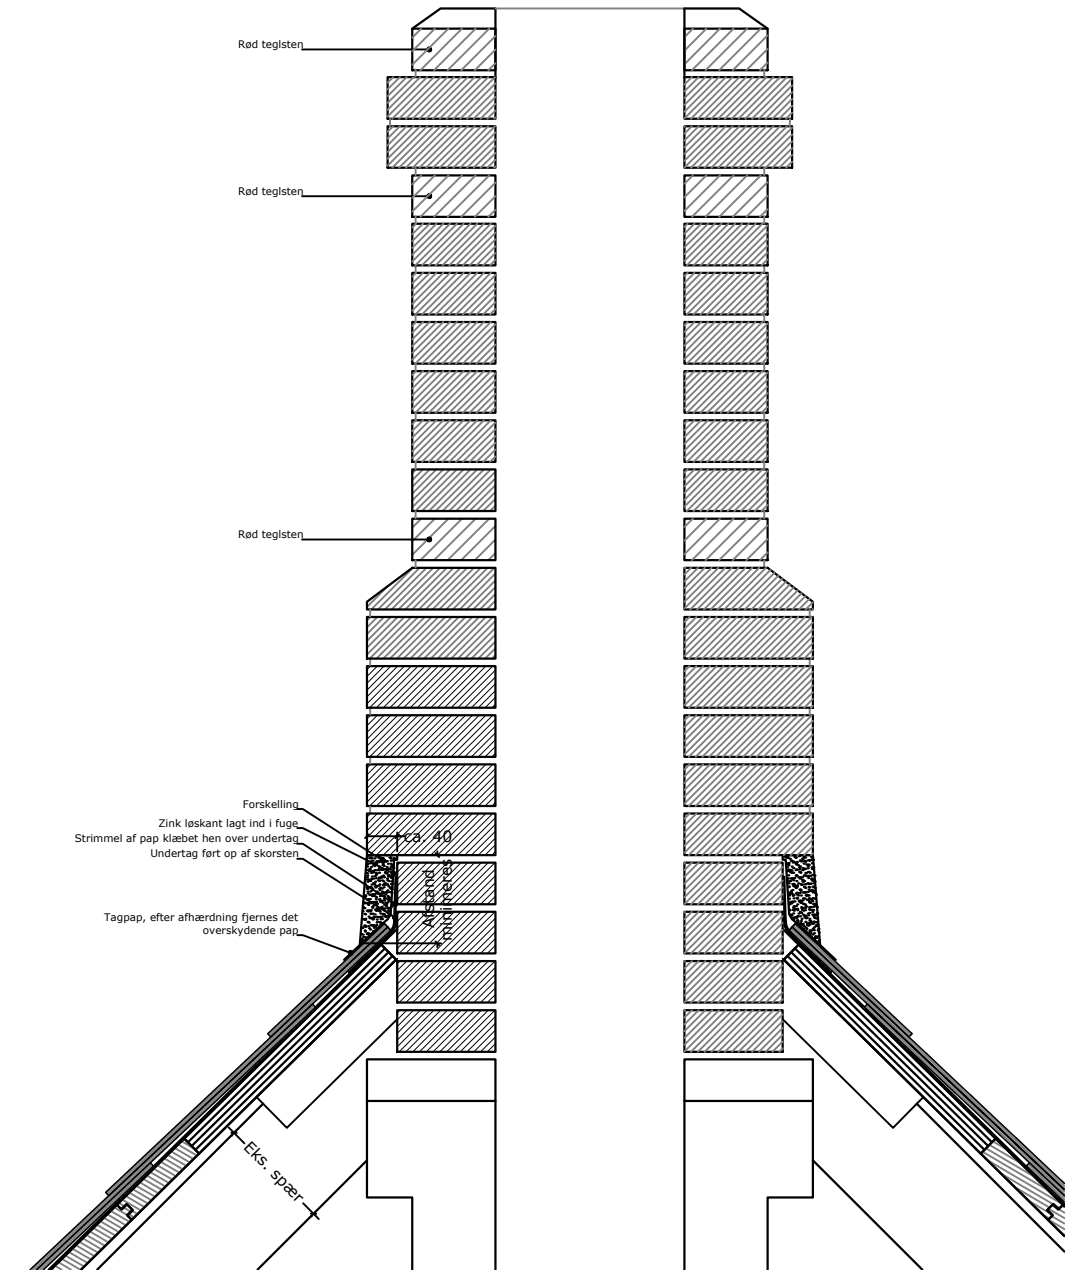 Rød teglsten
Rød teglsten
Rød teglsten
Forskelling
Zink løskant lagt ind i fuge
Strimmel af pap klæbet hen over undertag
Undertag ført op af skorsten
ca. 40
Afstand
minimeres
Tagpap, efter afhærdning fjernes det
overskydende pap
Eks. spær